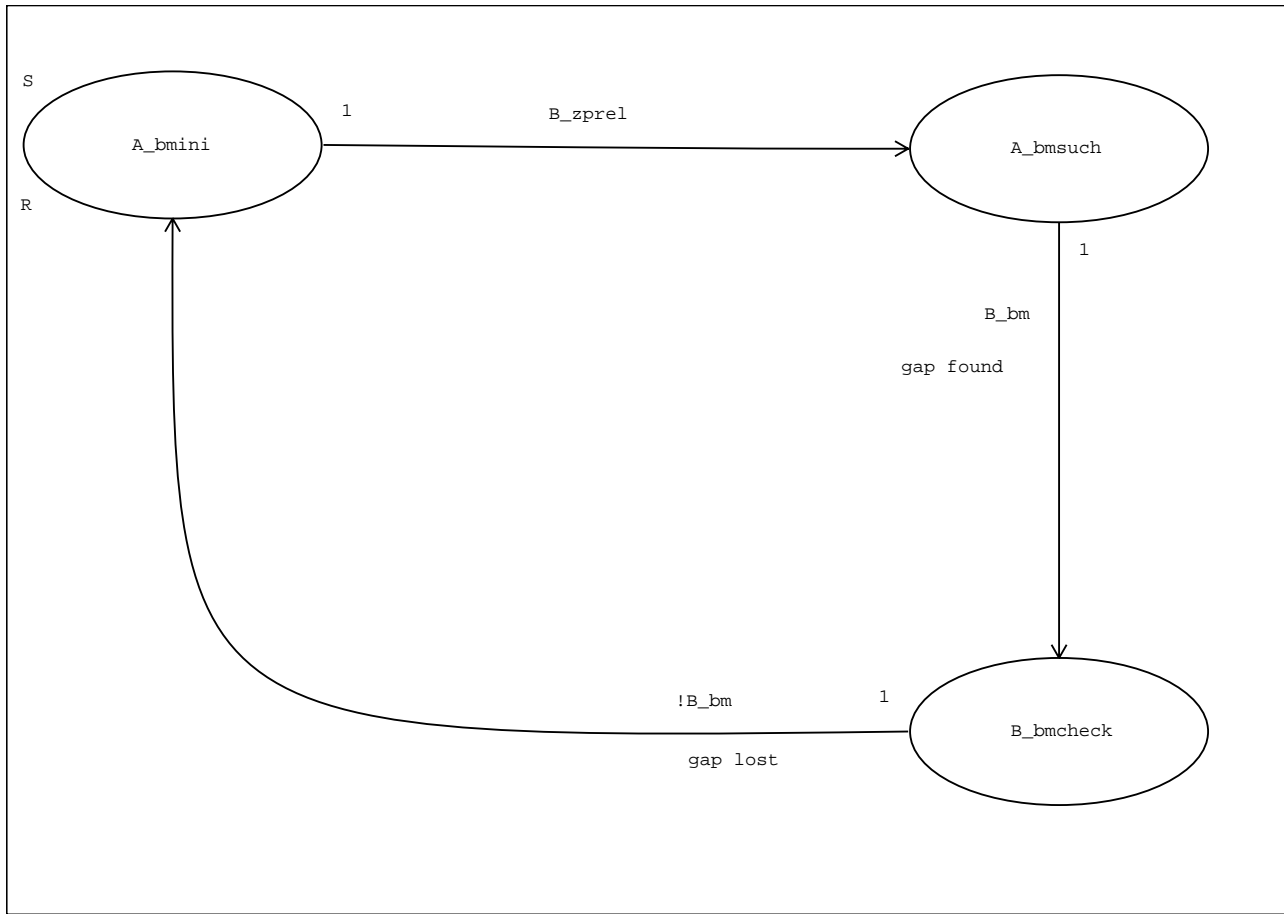 S
1
B_zprel
A_bmini
A_bmsuch
R
1
B_bm
gap found
!B_bm
1
B_bmcheck
gap lost